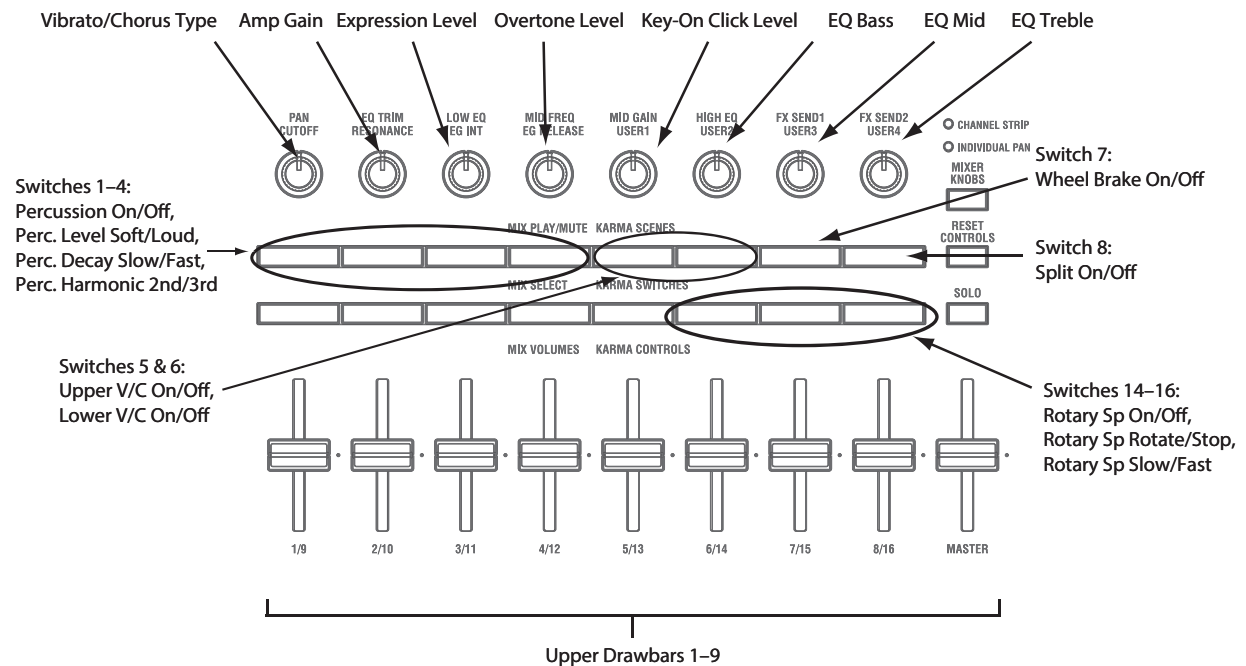 Vibrato/Chorus Type Amp Gain Expression Level Overtone Level Key-On Click Level EQ Bass EQ Mid EQ Treble
PAN
CUTOFF
EQ TRIM
RESONANCE
LOW EQ
EG INT
MID FREQ
EG RELEASE
MID GAIN
USER1
HIGH EQ
USER2
FX SEND1
USER3
FX SEND2
USER4
CHANNEL STRIP
INDIVIDUAL PAN
MIXER
KNOBS
Switch 7:
Wheel Brake On/Off
Switches 1–4:
Percussion On/Off,
Perc. Level Soft/Loud,
Perc. Decay Slow/Fast,
Perc. Harmonic 2nd/3rd
MIX PLAY/MUTE KARMA SCENES
RESET
CONTROLS
Switch 8:
Split On/Off
MIX SELECT KARMA SWITCHES
SOLO
MIX VOLUMES KARMA CONTROLS
Switches 5 & 6:
Upper V/C On/Off,
Lower V/C On/Off
Switches 14–16:
Rotary Sp On/Off,
Rotary Sp Rotate/Stop,
Rotary Sp Slow/Fast
1/9 2/10 3/11 4/12 5/13 6/14 7/15 8/16 MASTER
Upper Drawbars 1–9